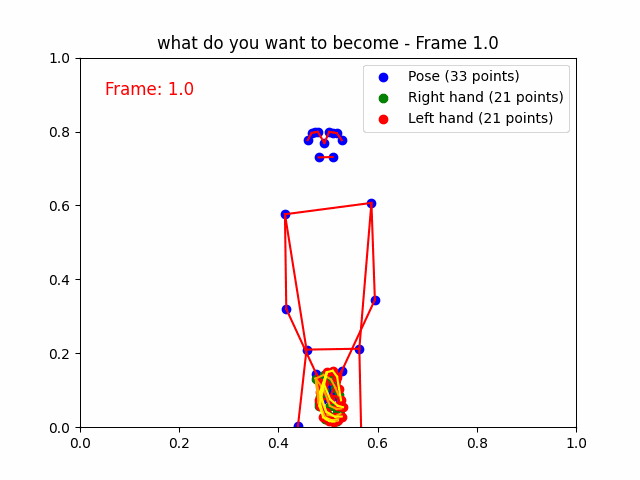 what do you want to become - Frame 1.0
1.0
Frame: 1.0
Pose (33 points)
Right hand (21 points)
Left hand (21 points)
0.8
0.6
0.4
0.2
0.0
0.0 0.2 0.4 0.6 0.8 1.0